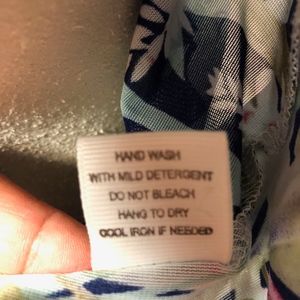 HAND WASH
WITH MILD DETERGENT
DO NOT BLEACH
HANG TO DRY
COOL IRON IF NEEDED